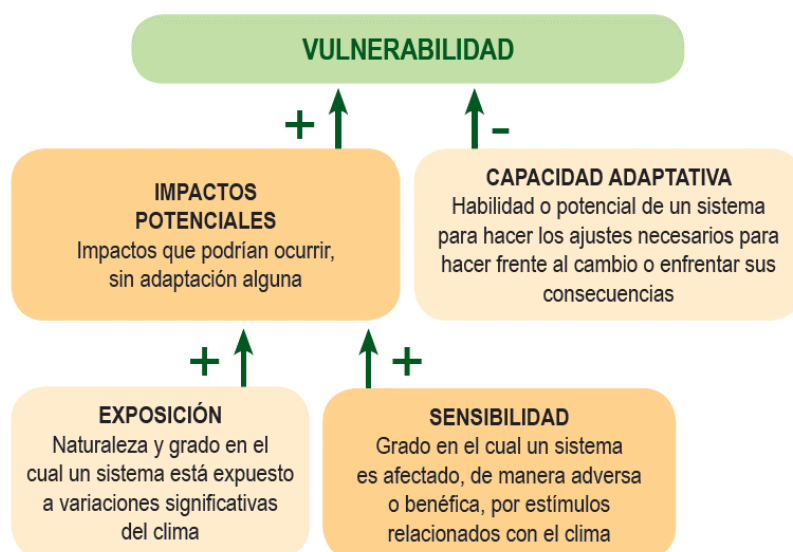 VULNERABILIDAD
+
-
IMPACTOS
POTENCIALES
Impactos que podrían ocurrir,
sin adaptación alguna
CAPACIDAD ADAPTATIVA
Habilidad o potencial de un sistema
para hacer los ajustes necesarios para
hacer frente al cambio o enfrentar sus
consecuencias
+
+
EXPOSICIÓN
Naturaleza y grado en el
cual un sistema está expuesto
a variaciones significativas
del clima
SENSIBILIDAD
Grado en el cual un sistema
es afectado, de manera adversa
o benéfica, por estímulos
relacionados con el clima